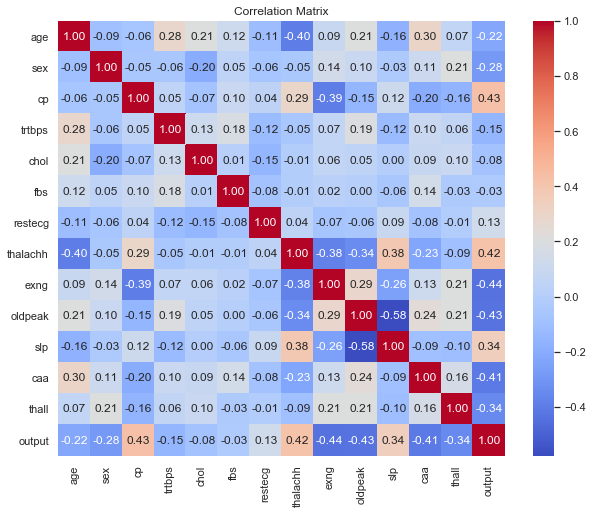 Correlation Matrix
age 1.00 -0.09 -0.06 0.28 0.21 0.12 -0.11 -0.40 0.09 0.21 -0.16 0.30 0.07 -0.22
sex -0.09 1.00 -0.05 -0.06 -0.20 0.05 -0.06 -0.05 0.14 0.10 -0.03 0.11 0.21 -0.28
cp -0.06 -0.05 1.00 0.05 -0.07 0.10 0.04 0.29 -0.39 -0.15 0.12 -0.20 -0.16 0.43
trtbps 0.28 -0.06 0.05 1.00 0.13 0.18 -0.12 -0.05 0.07 0.19 -0.12 0.10 0.06 -0.15
chol 0.21 -0.20 -0.07 0.13 1.00 0.01 -0.15 -0.01 0.06 0.05 0.00 0.09 0.10 -0.08
fbs 0.12 0.05 0.10 0.18 0.01 1.00 -0.08 -0.01 0.02 0.00 -0.06 0.14 -0.03 -0.03
restecg -0.11 -0.06 0.04 -0.12 -0.15 -0.08 1.00 0.04 -0.07 -0.06 0.09 -0.08 -0.01 0.13
thalachh -0.40 -0.05 0.29 -0.05 -0.01 -0.01 0.04 1.00 -0.38 -0.34 0.38 -0.23 -0.09 0.42
exng 0.09 0.14 -0.39 0.07 0.06 0.02 -0.07 -0.38 1.00 0.29 -0.26 0.13 0.21 -0.44
oldpeak 0.21 0.10 -0.15 0.19 0.05 0.00 -0.06 -0.34 0.29 1.00 -0.58 0.24 0.21 -0.43
slp -0.16 -0.03 0.12 -0.12 0.00 -0.06 0.09 0.38 -0.26 -0.58 1.00 -0.09 -0.10 0.34
caa 0.30 0.11 -0.20 0.10 0.09 0.14 -0.08 -0.23 0.13 0.24 -0.09 1.00 0.16 -0.41
thall 0.07 0.21 -0.16 0.06 0.10 -0.03 -0.01 -0.09 0.21 0.21 -0.10 0.16 1.00 -0.34
output -0.22 -0.28 0.43 -0.15 -0.08 -0.03 0.13 0.42 -0.44 -0.43 0.34 -0.41 -0.34 1.00
age sex cp trtbps chol fbs restecg thalachh exng oldpeak slp caa thall output
1.0
0.8
0.6
0.4
0.2
0.0
−0.2
−0.4